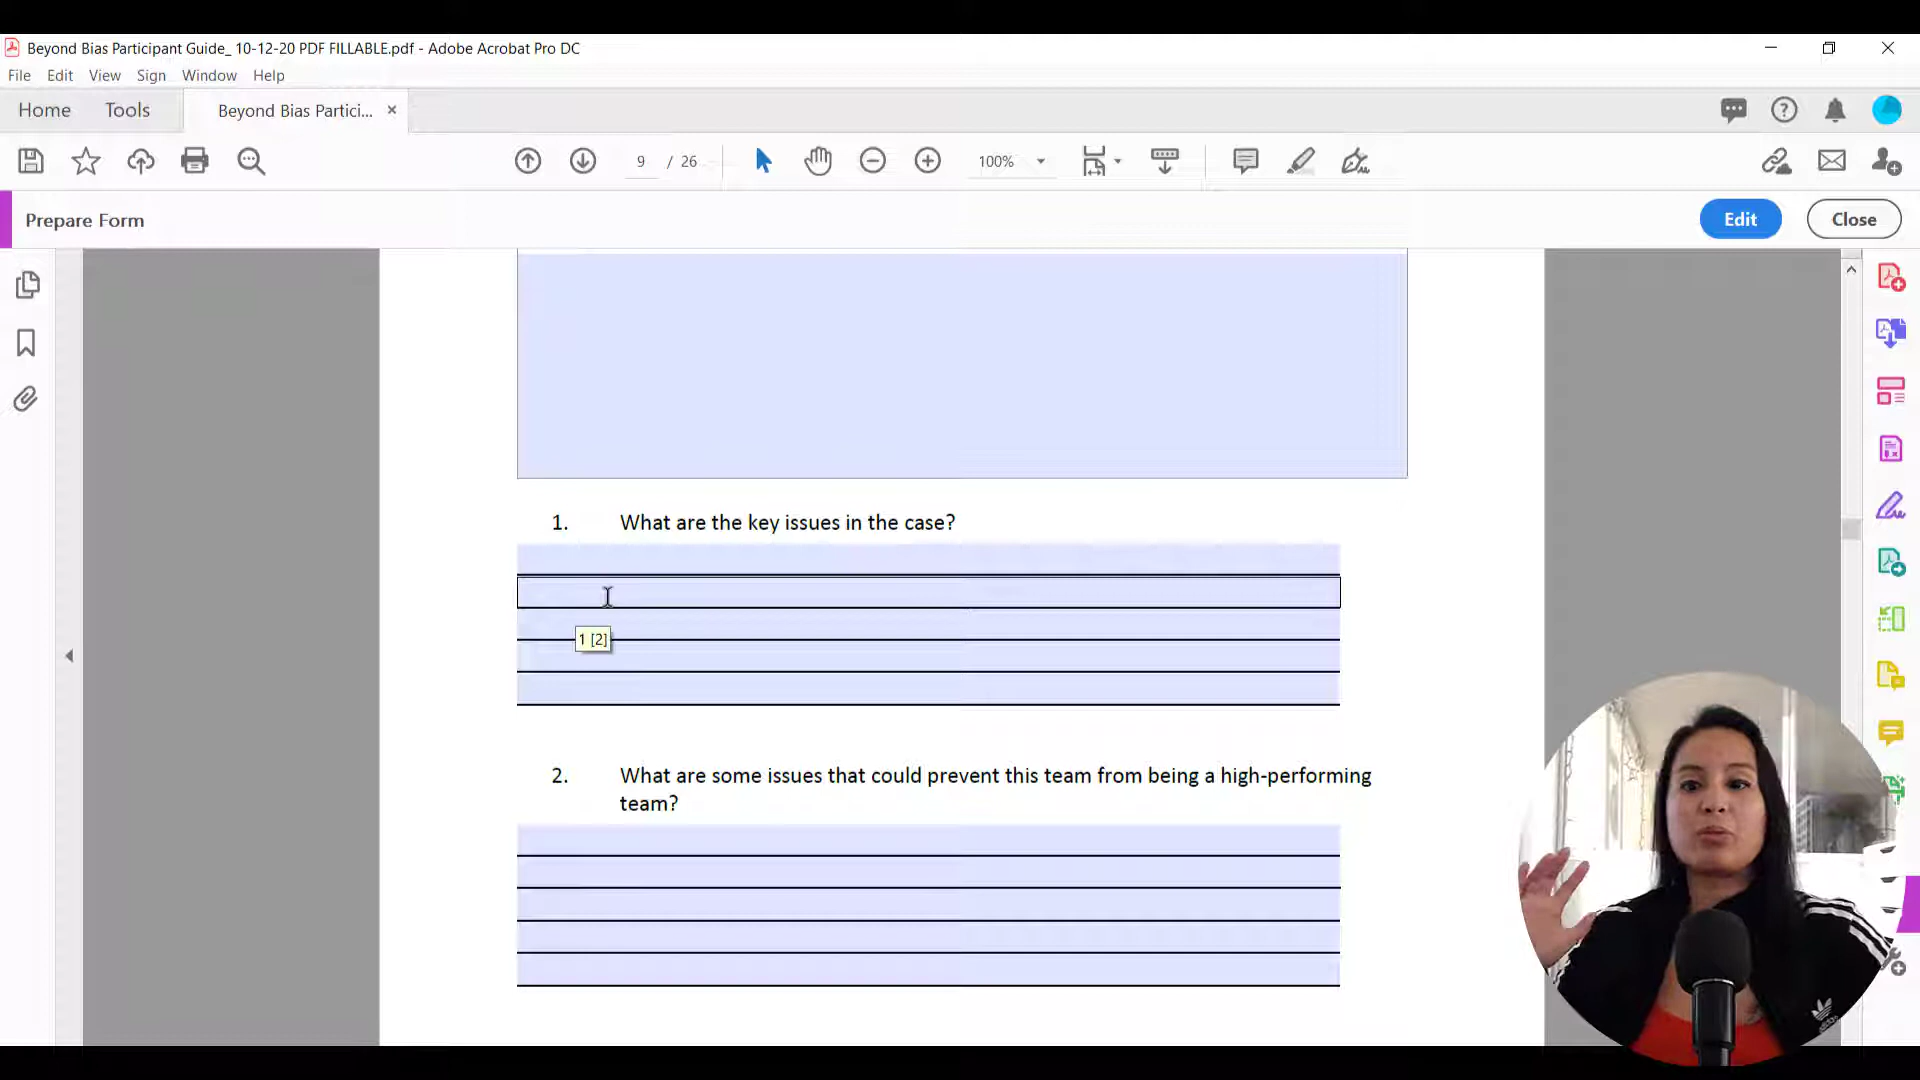 Beyond Bias Participant Guide_ 10-12-20 PDF FILLABLE.pdf - Adobe Acrobat Pro DC
File Edit View Sign Window Help
Home Tools Beyond Bias Partici... ×
9 / 26 100%
Prepare Form Edit Close
1. What are the key issues in the case?
1 [2]
2. What are some issues that could prevent this team from being a high-performing
team?
adidas